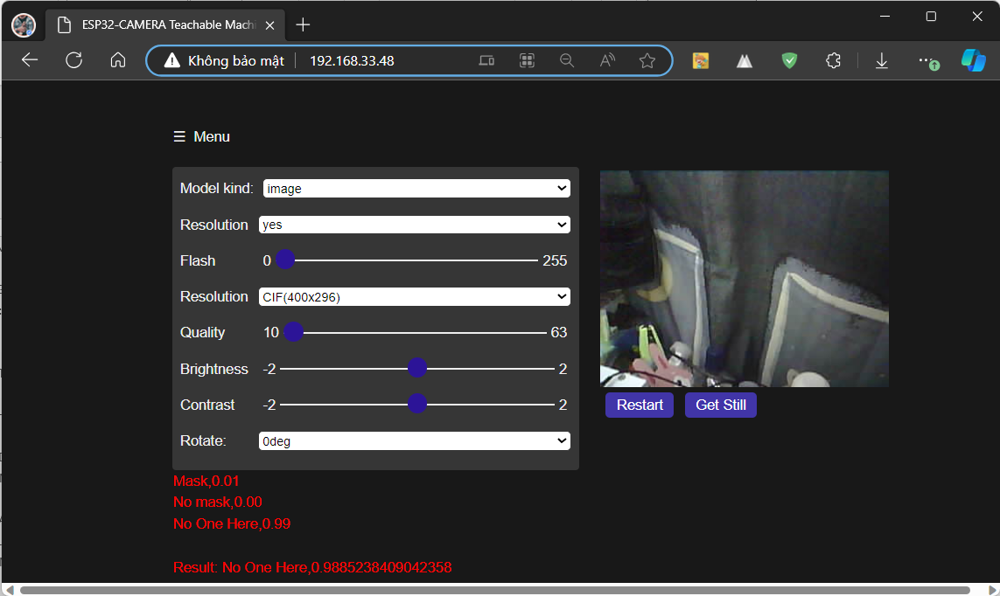 ESP32-CAMERA Teachable Machi
Không bảo mật
192.168.33.48
☰ Menu
Model kind: image
Resolution yes
Flash 0 255
Resolution CIF(400x296)
Quality 10 63
Brightness -2 2
Contrast -2 2
Rotate: 0deg
Restart Get Still
Mask,0.01
No mask,0.00
No One Here,0.99
Result: No One Here,0.9885238409042358